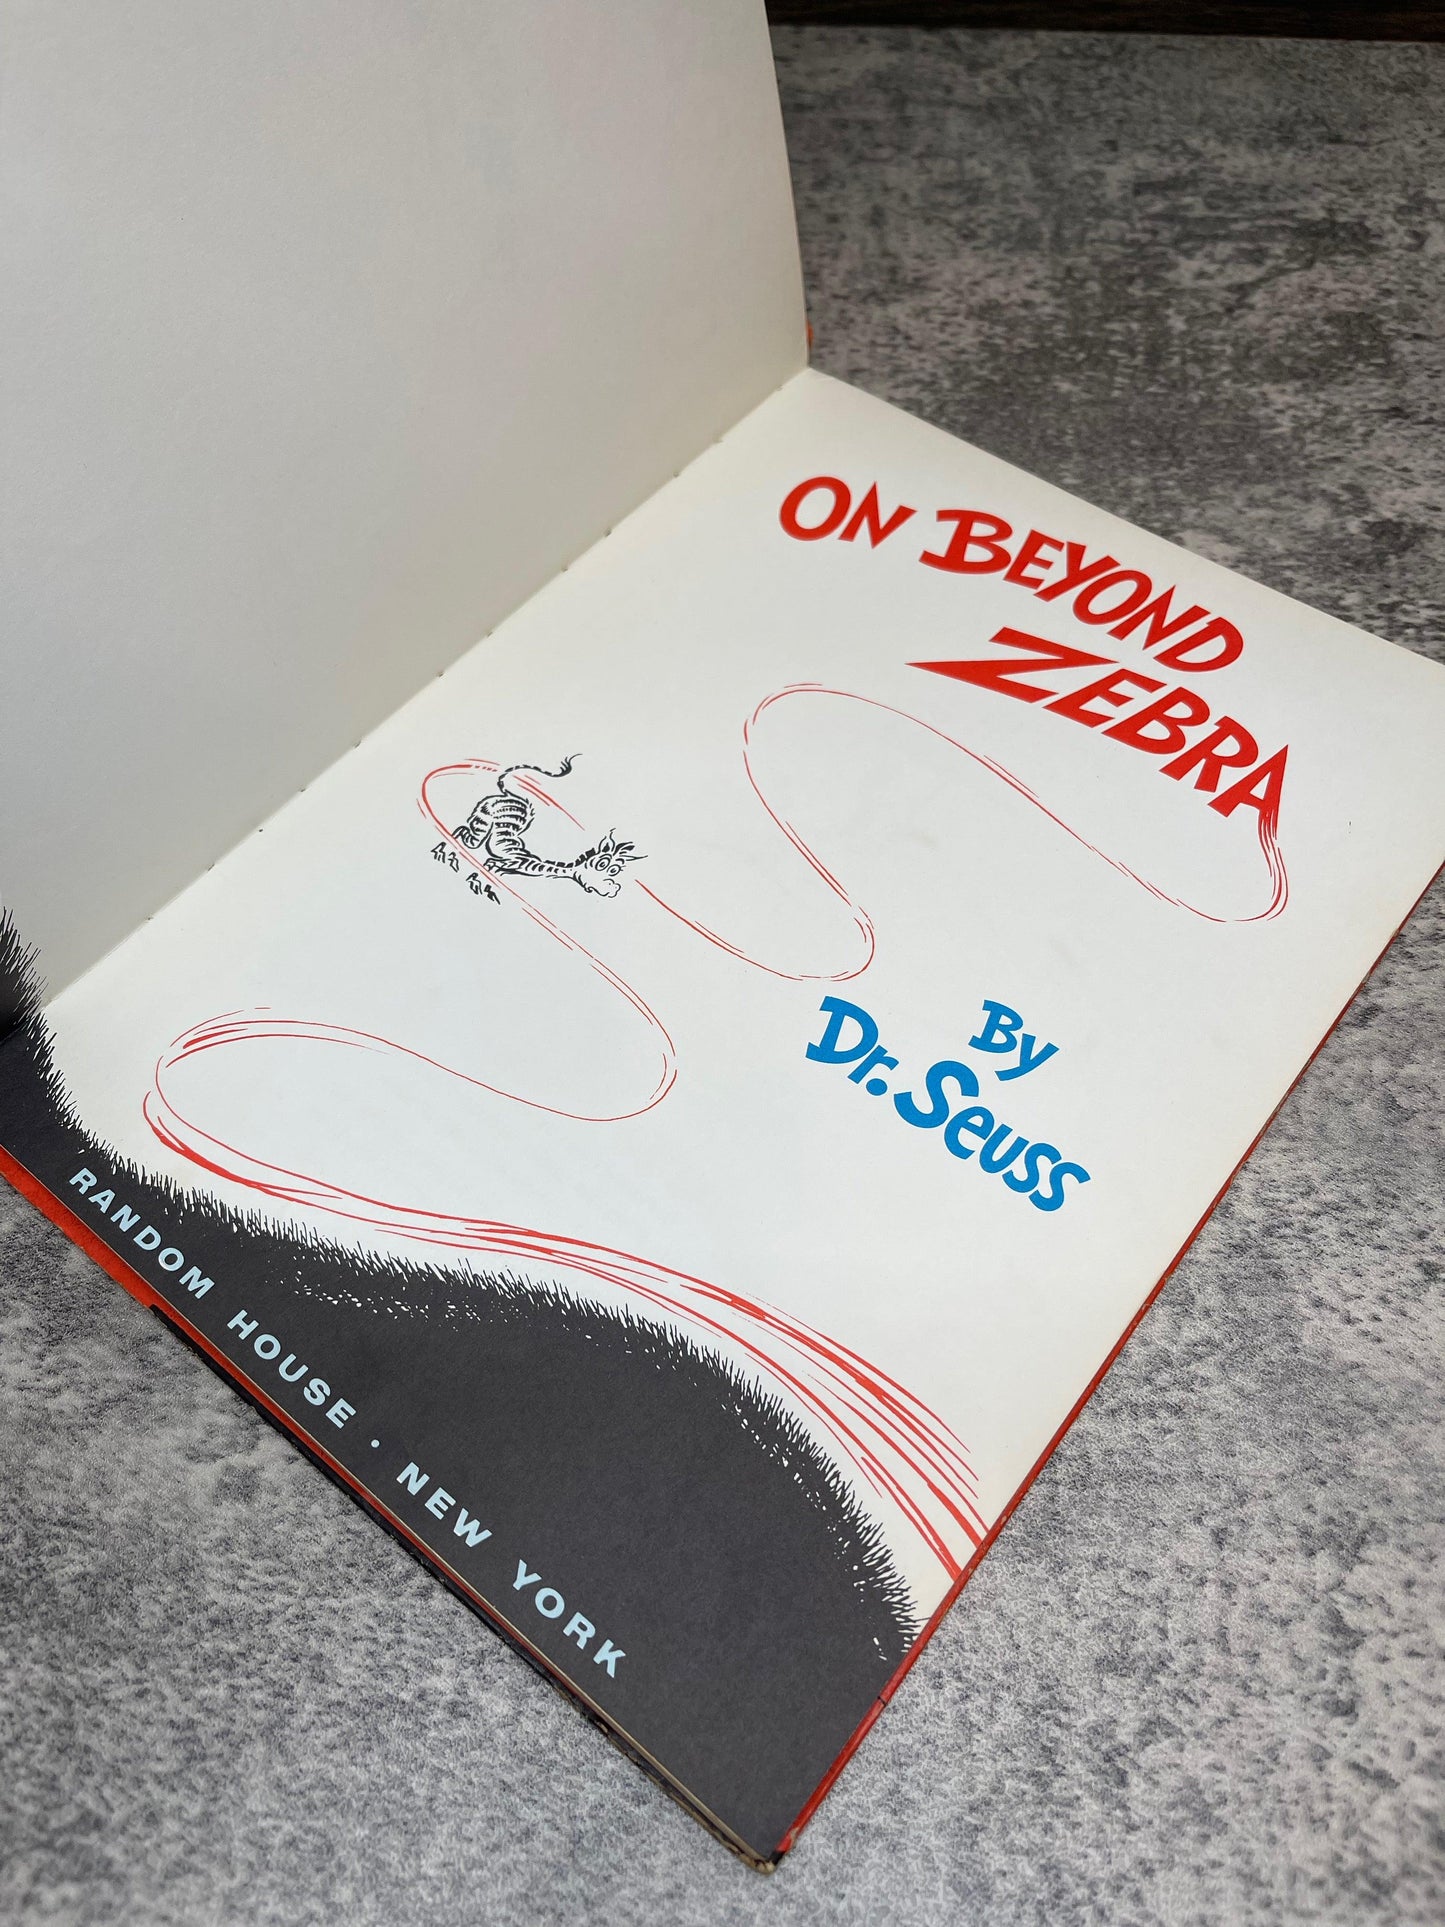 ON BEYOND
ZEBRA
By
Dr. Seuss
RANDOM HOUSE · NEW YORK